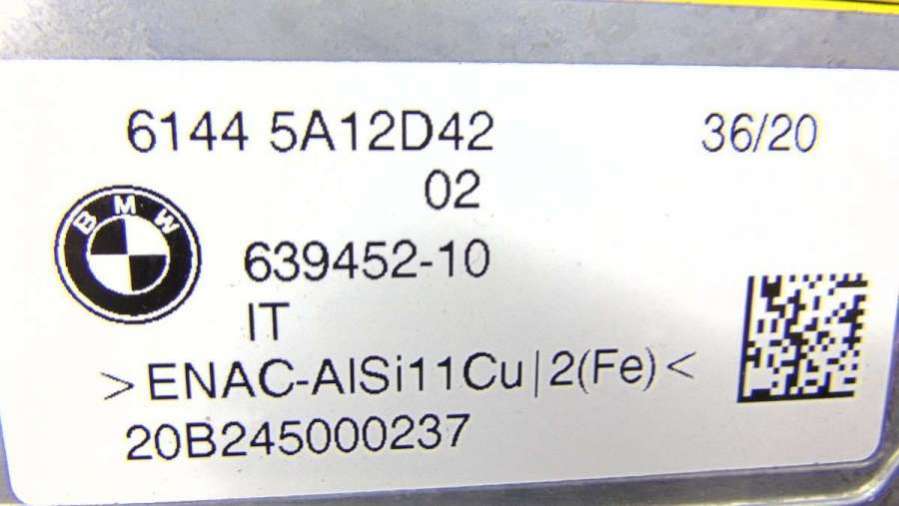 6144 5A12D42 36/20
02
BMW
639452-10
IT
>ENAC-AlSi11Cu|2(Fe)<
20B245000237